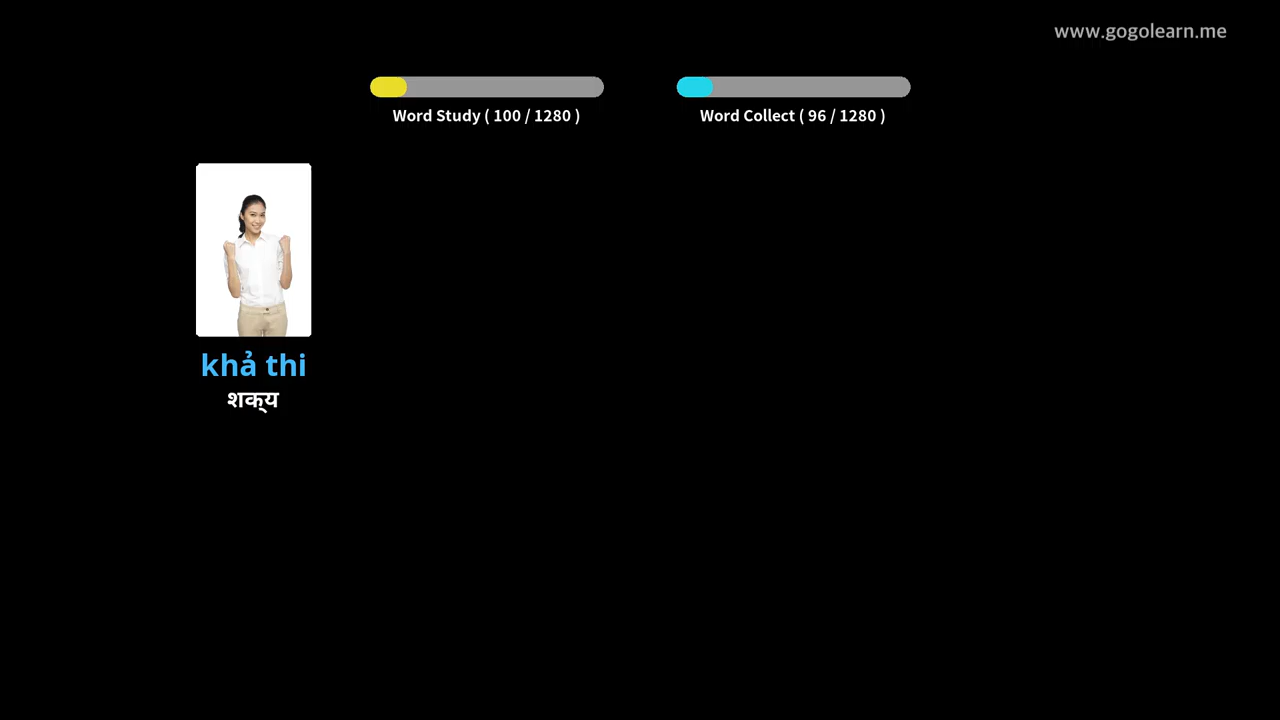 www.gogolearn.me
Word Study ( 100 / 1280 )
Word Collect ( 96 / 1280 )
khả thi
शक्य